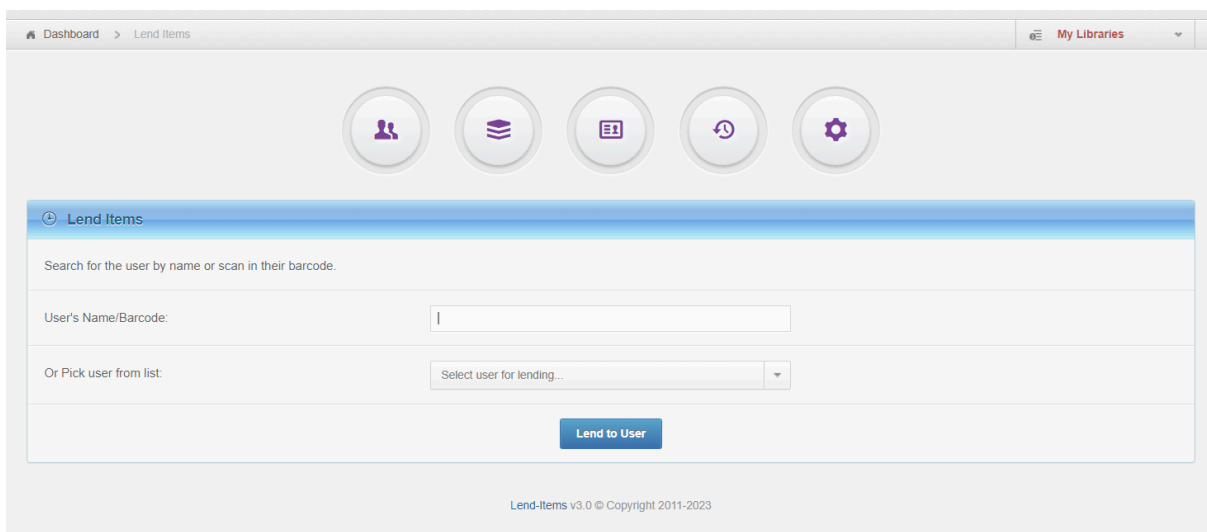 Dashboard > Lend Items
My Libraries
Lend Items
Search for the user by name or scan in their barcode.
User's Name/Barcode:
Or Pick user from list:
Select user for lending...
Lend to User
Lend-Items v3.0 © Copyright 2011-2023